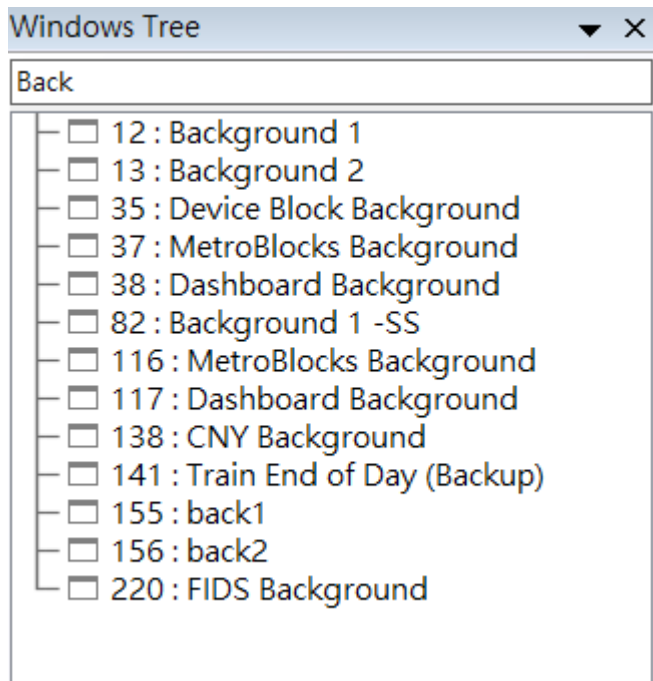 Windows Tree
Back
12 : Background 1
13 : Background 2
35 : Device Block Background
37 : MetroBlocks Background
38 : Dashboard Background
82 : Background 1 -SS
116 : MetroBlocks Background
117 : Dashboard Background
138 : CNY Background
141 : Train End of Day (Backup)
155 : back1
156 : back2
220 : FIDS Background